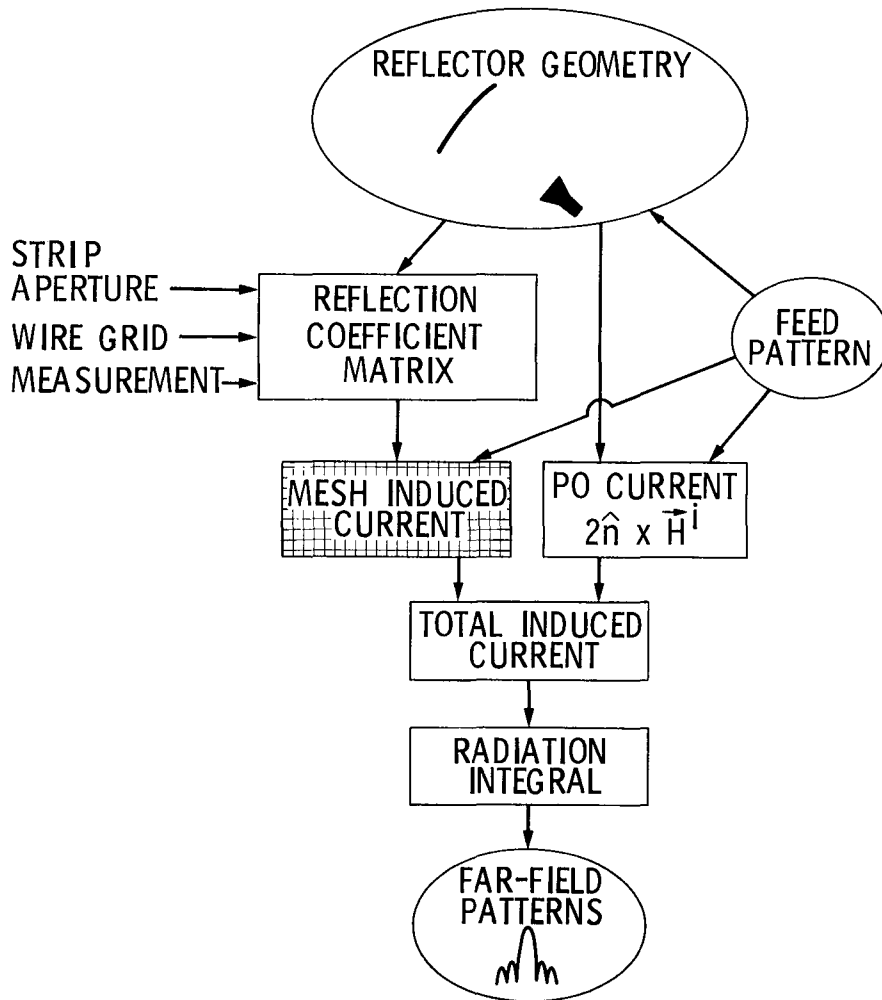 REFLECTOR GEOMETRY
STRIP
APERTURE
WIRE GRID
MEASUREMENT
REFLECTION
COEFFICIENT
MATRIX
FEED
PATTERN
MESH INDUCED
CURRENT
PO CURRENT
2n̂ x H⃗ⁱ
TOTAL INDUCED
CURRENT
RADIATION
INTEGRAL
FAR-FIELD
PATTERNS